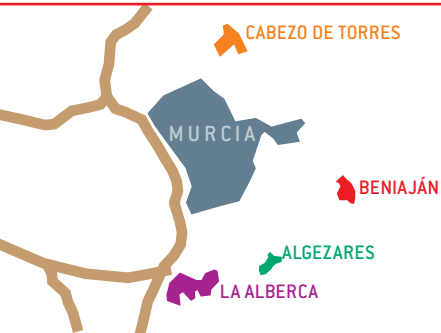 CABEZO DE TORRES
MURCIA
BENIAJÁN
ALGEZARES
LA ALBERCA